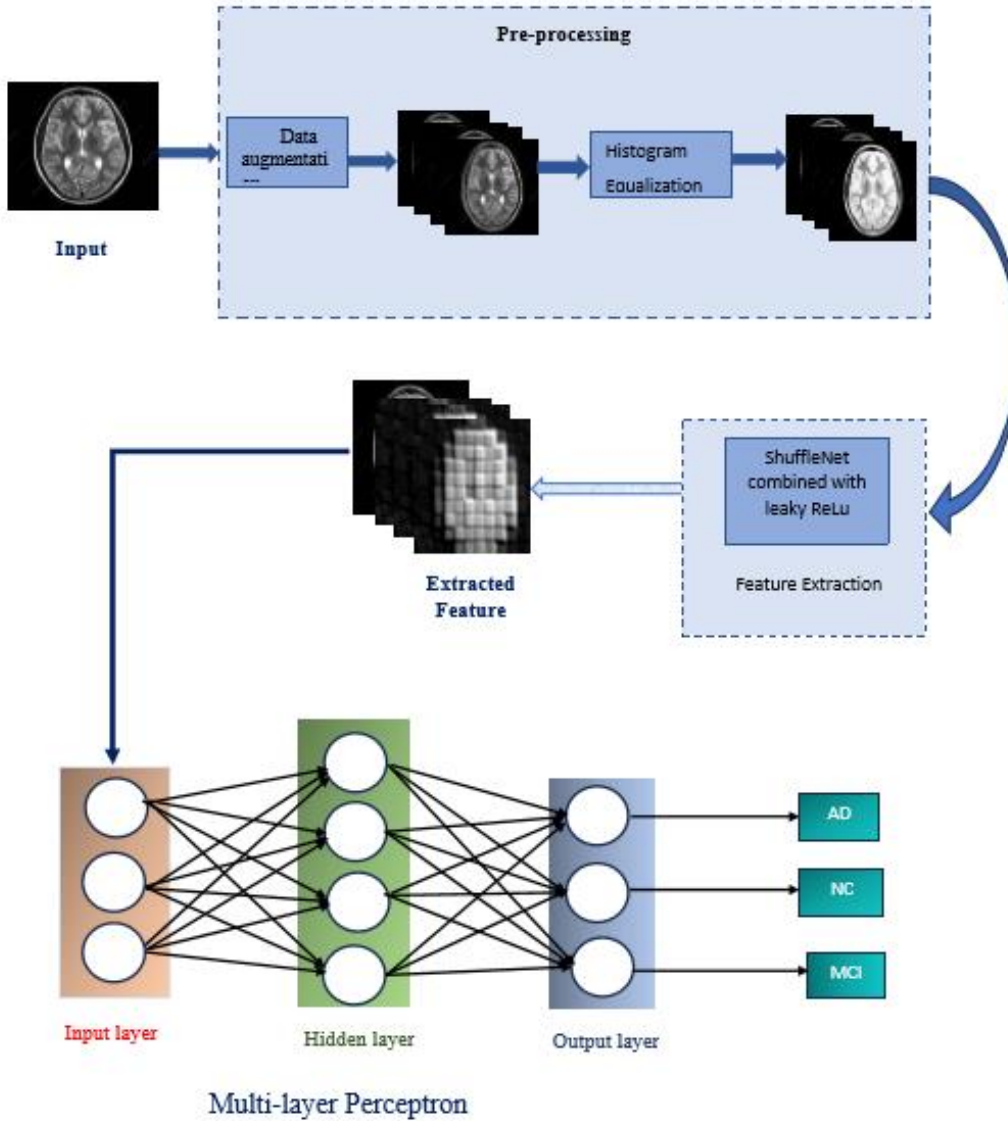 Pre-processing
Input
Data
augmentati
...
Histogram
Equalization
ShuffleNet
combined with
leaky ReLu
Feature Extraction
Extracted
Feature
AD
NC
MCI
Input layer
Hidden layer
Output layer
Multi-layer Perceptron